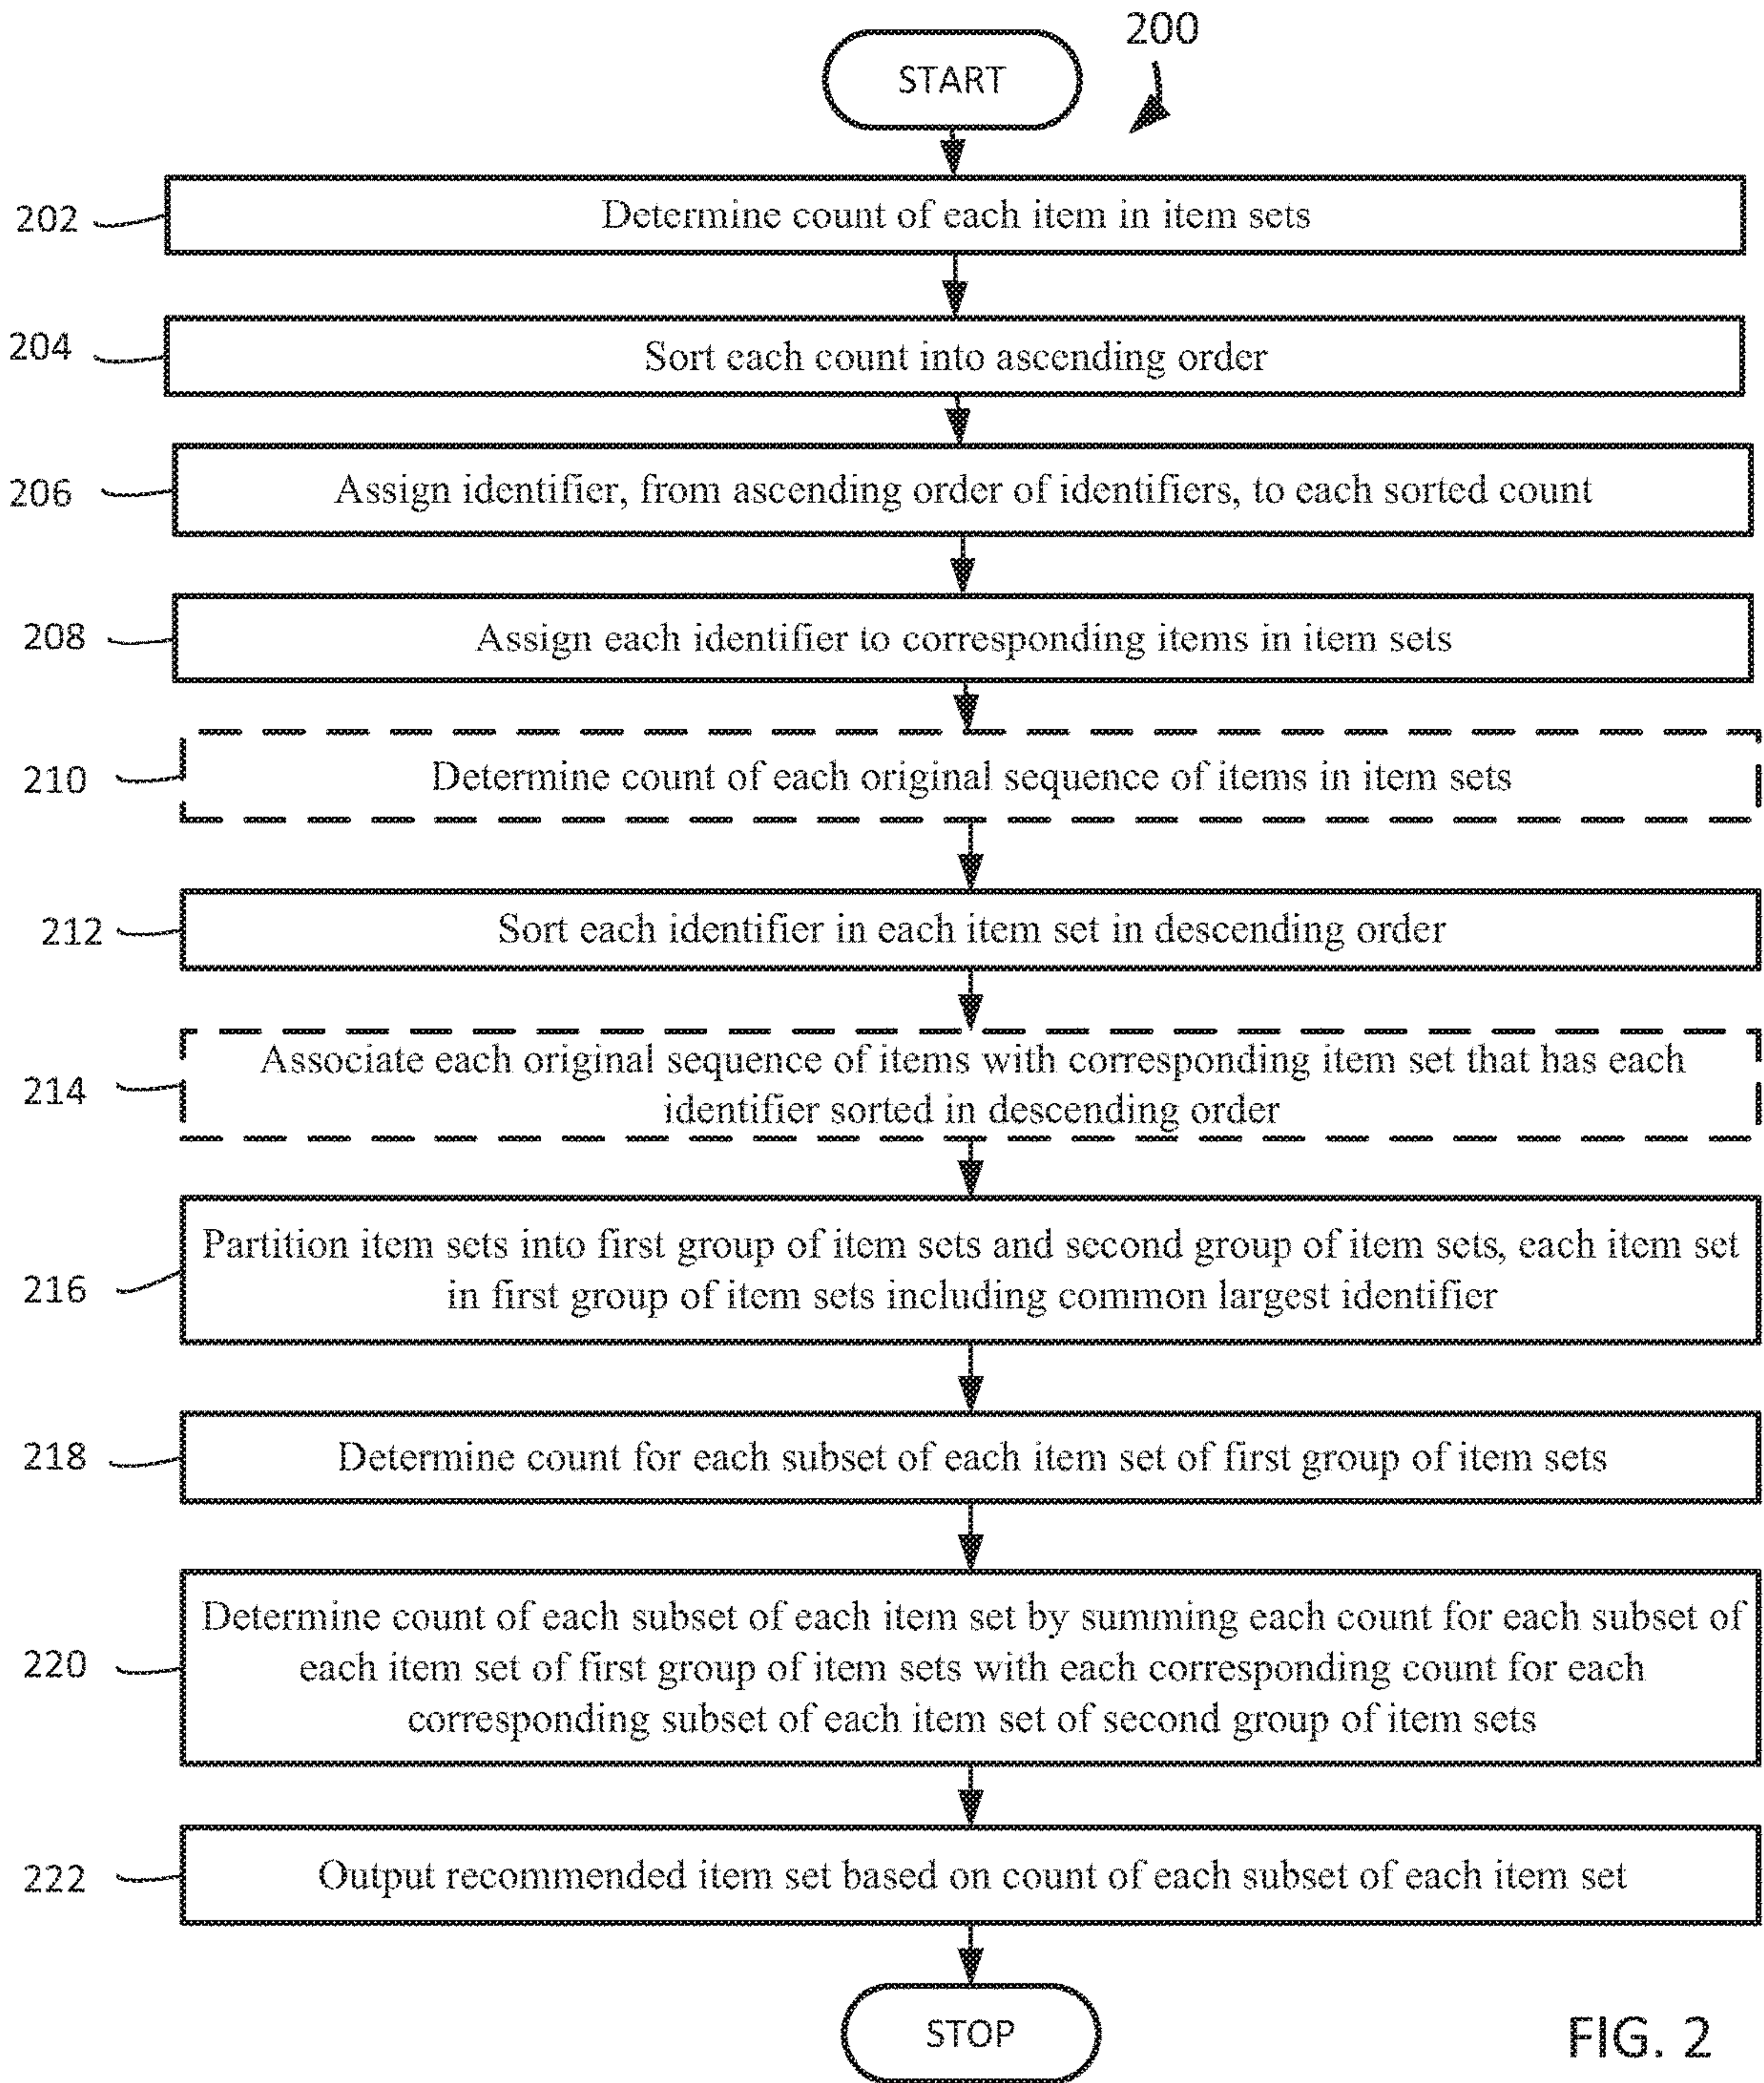 200
START
202
Determine count of each item in item sets
204
Sort each count into ascending order
206
Assign identifier, from ascending order of identifiers, to each sorted count
208
Assign each identifier to corresponding items in item sets
210
Determine count of each original sequence of items in item sets
212
Sort each identifier in each item set in descending order
214
Associate each original sequence of items with corresponding item set that has each
identifier sorted in descending order
216
Partition item sets into first group of item sets and second group of item sets, each item set
in first group of item sets including common largest identifier
218
Determine count for each subset of each item set of first group of item sets
220
Determine count of each subset of each item set by summing each count for each subset of
each item set of first group of item sets with each corresponding count for each
corresponding subset of each item set of second group of item sets
222
Output recommended item set based on count of each subset of each item set
STOP
FIG. 2